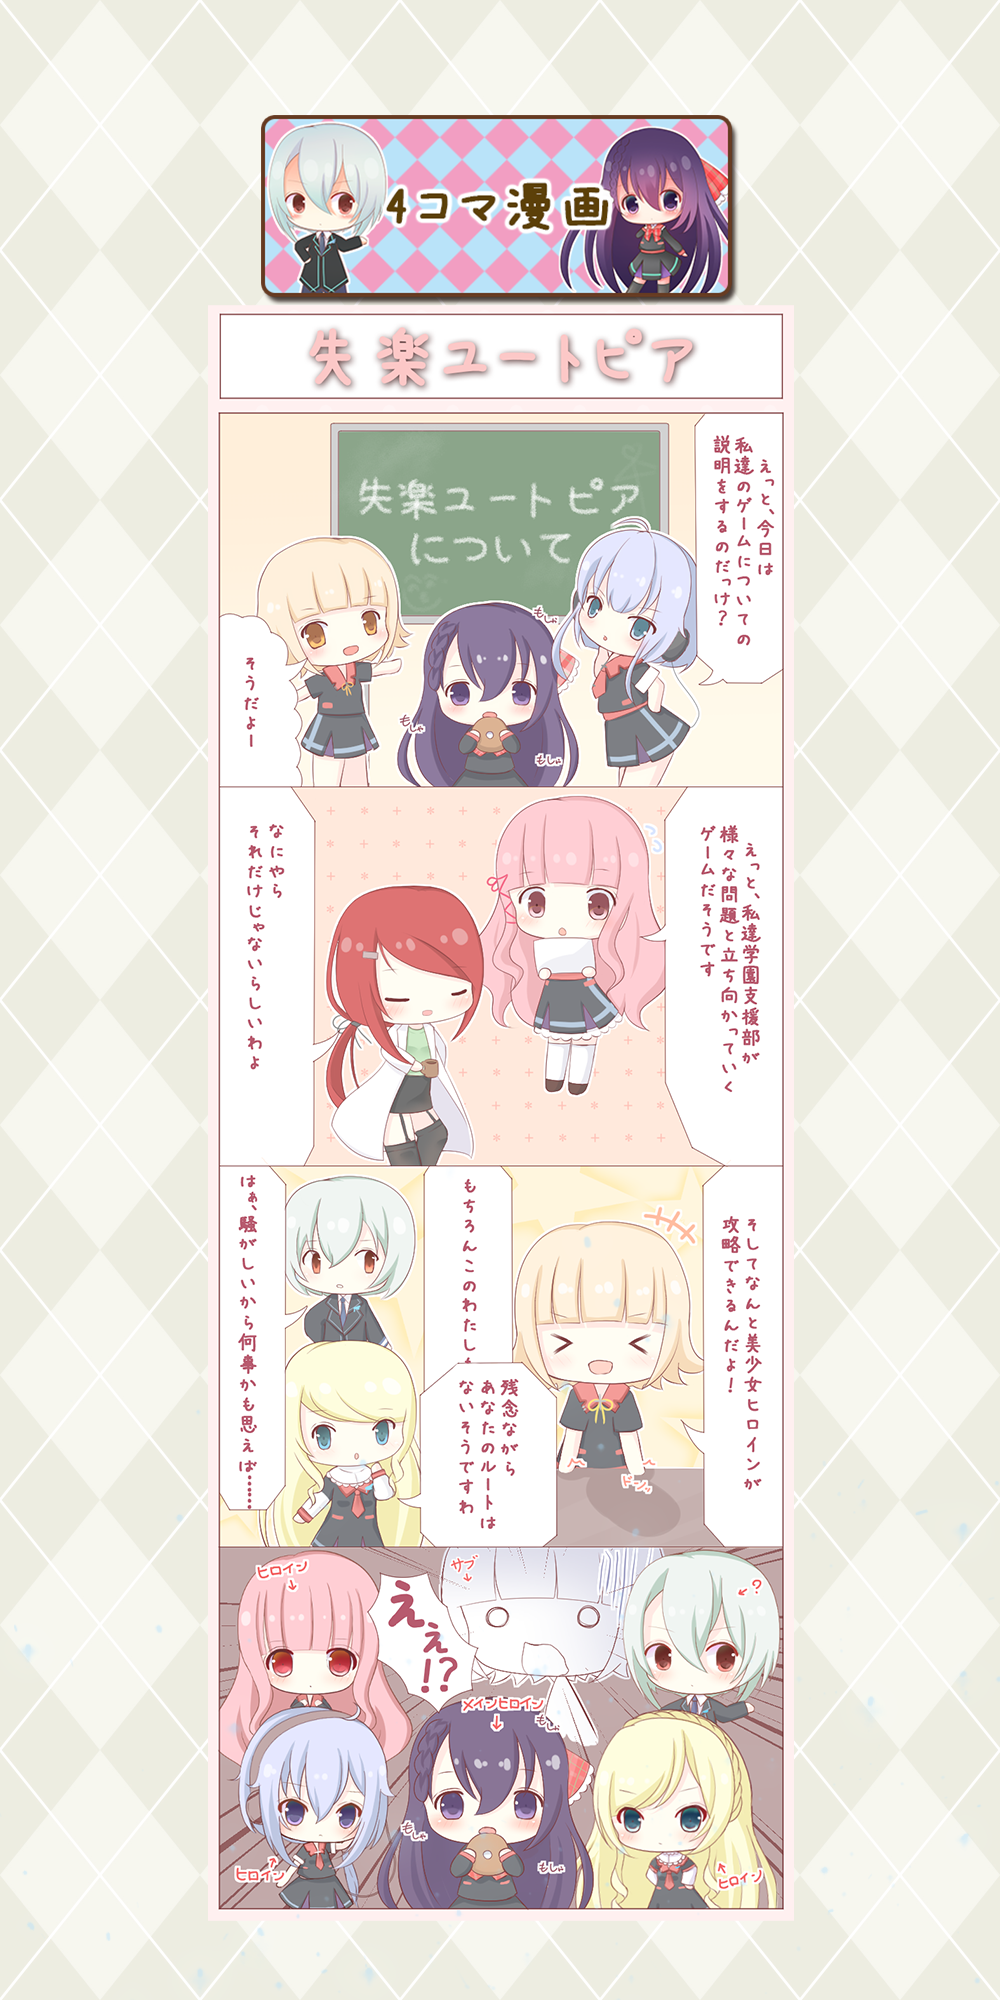 4コマ漫画
失楽ユートピア
失楽ユートピア
について
えっと、今日は
私達のゲームについての
説明をするのだっけ?
そうだよー
もしゃ
もしゃ
もしゃ
えっと、私達学園支援部が
様々な問題と立ち向かっていく
ゲームだそうです
なにやら
それだけじゃないらしいわよ
そしてなんと美少女ヒロインが
攻略できるんだよ!
ドンッ
もちろんこのわたしも
残念ながら
あなたのルートは
ないそうですわ
はぁ、騒がしいから何事かも思えば……
ヒロイン
えぇ!?
サブ
?
メインヒロイン
もしゃ
もしゃ
もしゃ
ヒロイン
ヒロイン